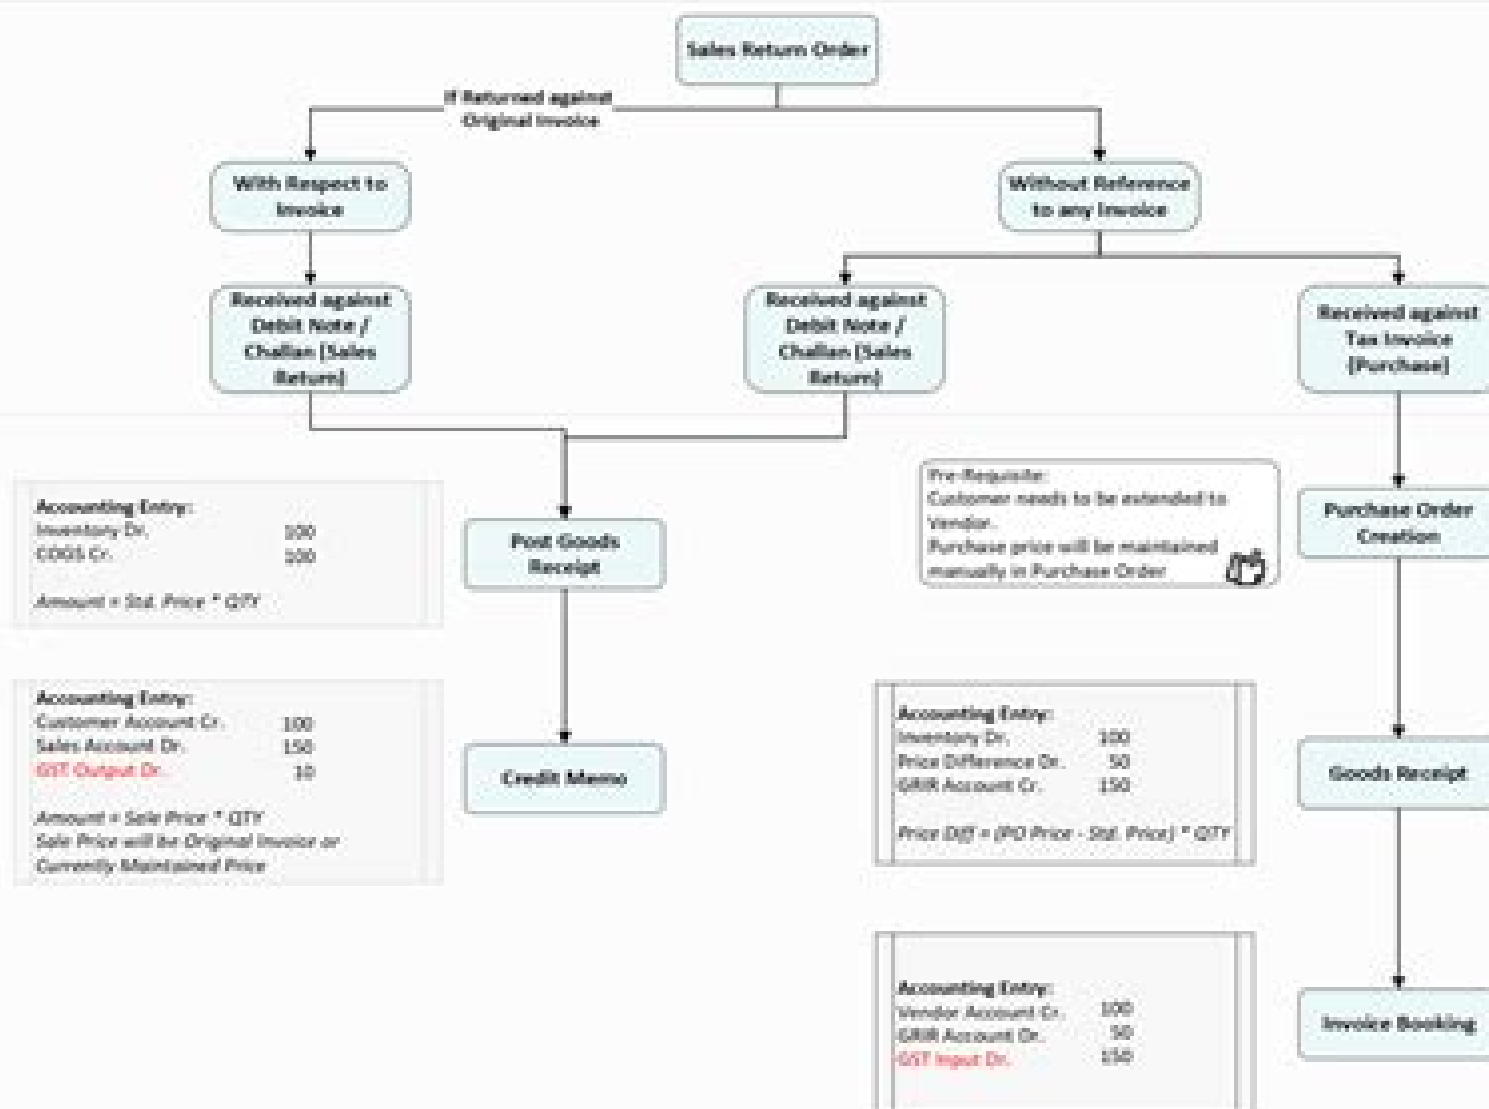 Sales Return Order
If Returned against
Original Invoice
With Respect to
Invoice
Without Reference
to any Invoice
Received against
Debit Note /
Challan (Sales
Return)
Received against
Debit Note /
Challan (Sales
Return)
Received against
Tax Invoice
(Purchase)
Accounting Entry:
Inventory Dr. 100
COGS Cr. 100
Amount = Std. Price * QTY
Post Goods
Receipt
Pre-Requisite:
Customer needs to be extended to
Vendor.
Purchase price will be maintained
manually in Purchase Order
Purchase Order
Creation
Accounting Entry:
Customer Account Cr. 100
Sales Account Dr. 150
GST Output Dr. 10
Amount = Sale Price * QTY
Sale Price will be Original Invoice or
Currently Maintained Price
Credit Memo
Accounting Entry:
Inventory Dr. 100
Price Difference Dr. 50
GRIR Account Cr. 150
Price Diff = (PO Price - Std. Price) * QTY
Goods Receipt
Accounting Entry:
Vendor Account Cr. 100
GRIR Account Dr. 50
GST Input Dr. 150
Invoice Booking